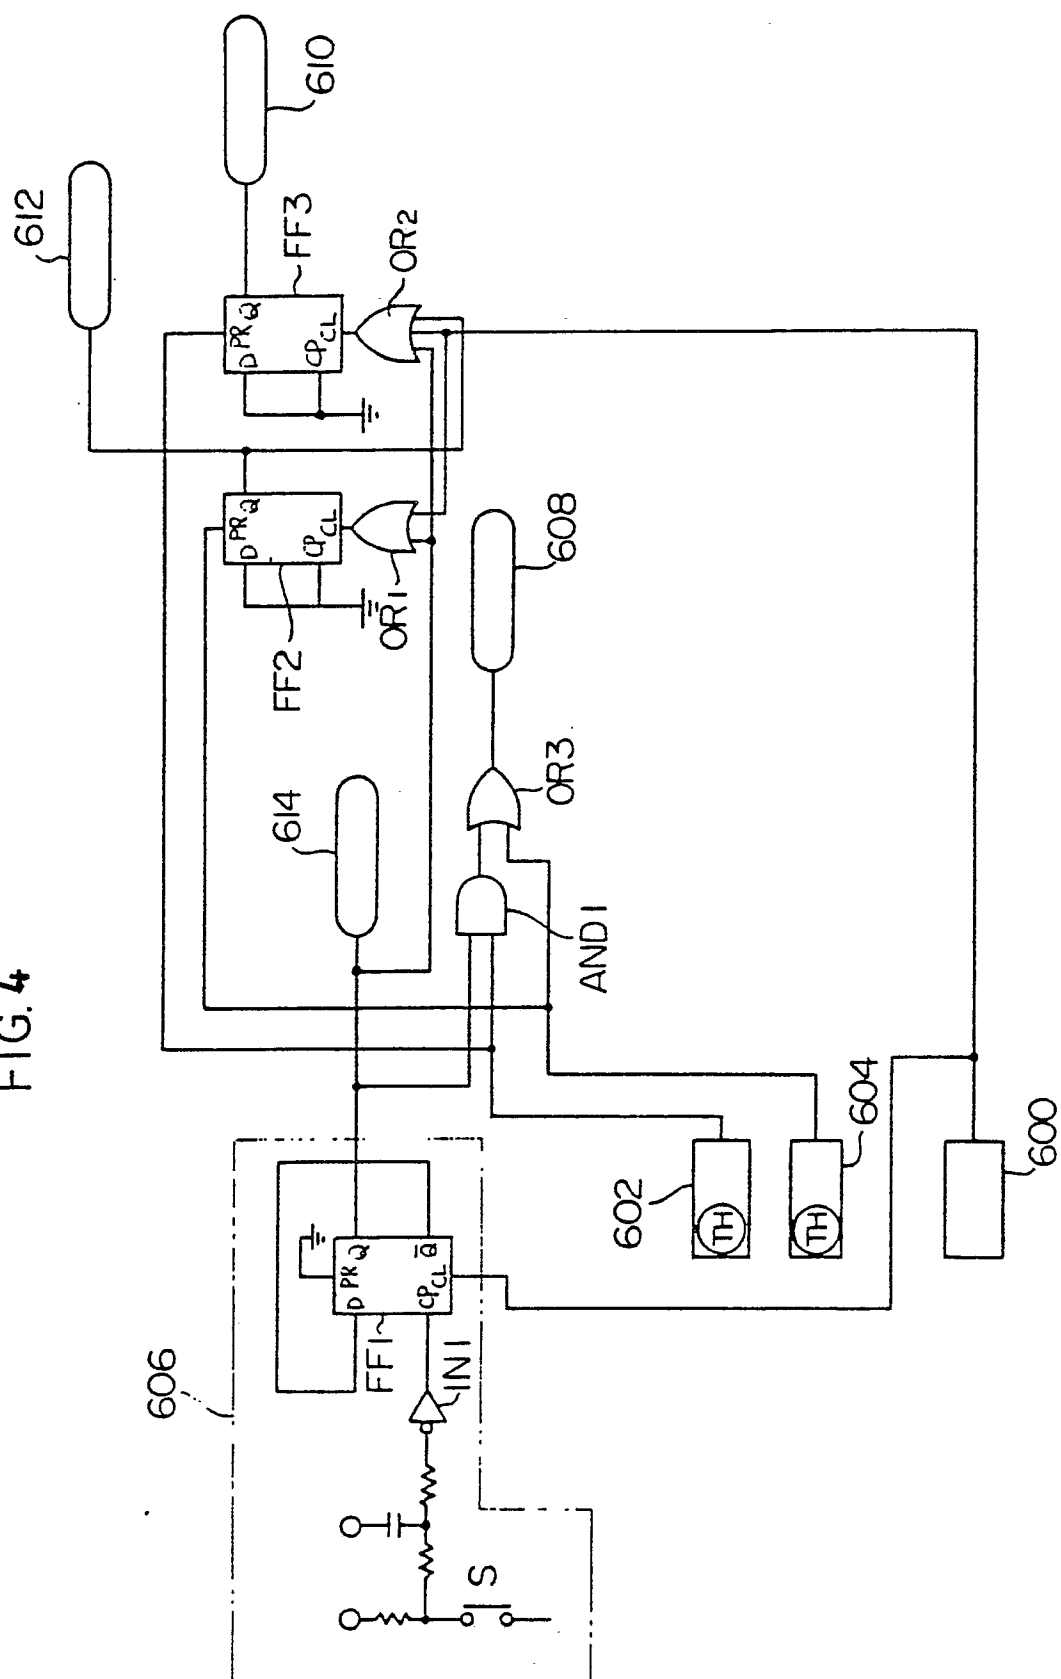 FIG. 4
612
610
FF3
D PR Q
CP CL
OR2
FF2
D PR Q
CP CL
OR1
614
608
OR3
AND1
606
FF1
D PR Q
CP CL Q̅
IN1
S
602
TH
604
TH
600